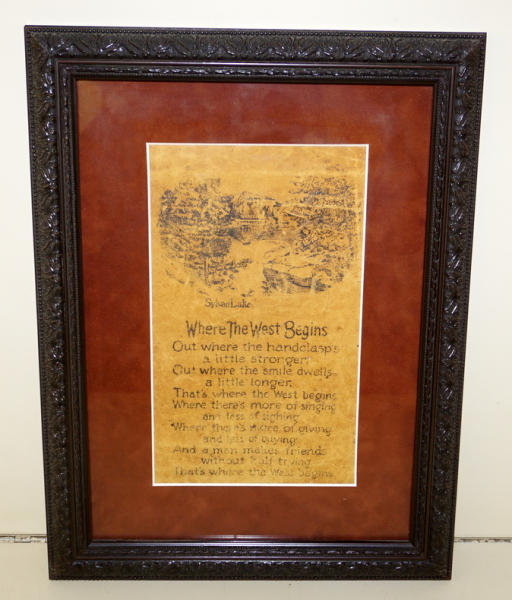 Sylvan Lake
Where The West Begins
Out where the handclasp's
a little stronger,
Out where the smile dwells
a little longer,
That's where the West begins
Where there's more of singing
and less of sighing
Where there's more of giving
and less of buying
And a man makes friends
without half trying
That's where the West begins